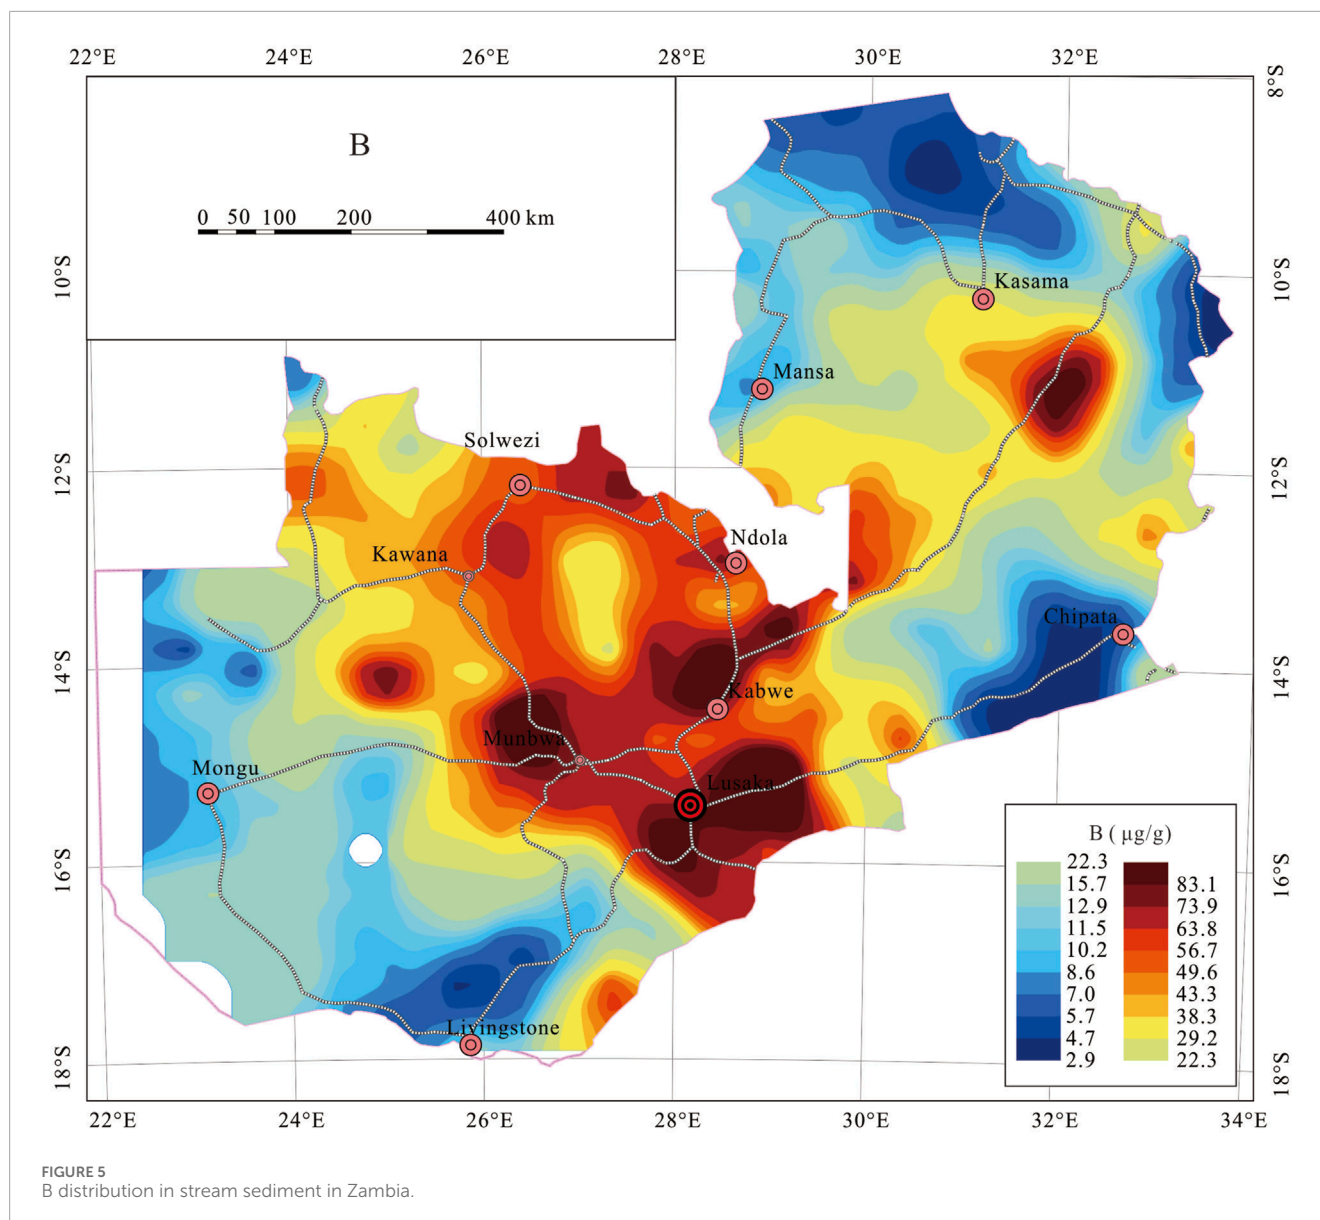 22°E 24°E 26°E 28°E 30°E 32°E
8°S
B
0 50 100 200 400 km
10°S 10°S
Kasama
Mansa
Solwezi
12°S 12°S
Ndola
Kawana
Chipata
14°S 14°S
Kabwe
Munbwa
Mongu
Lusaka
B ( μg/g)
22.3
15.7 83.1
12.9 73.9
11.5 63.8
10.2 56.7
8.6 49.6
7.0 43.3
5.7 38.3
4.7 29.2
2.9 22.3
16°S 16°S
Livingstone
18°S 18°S
22°E 24°E 26°E 28°E 30°E 32°E 34°E
FIGURE 5
B distribution in stream sediment in Zambia.